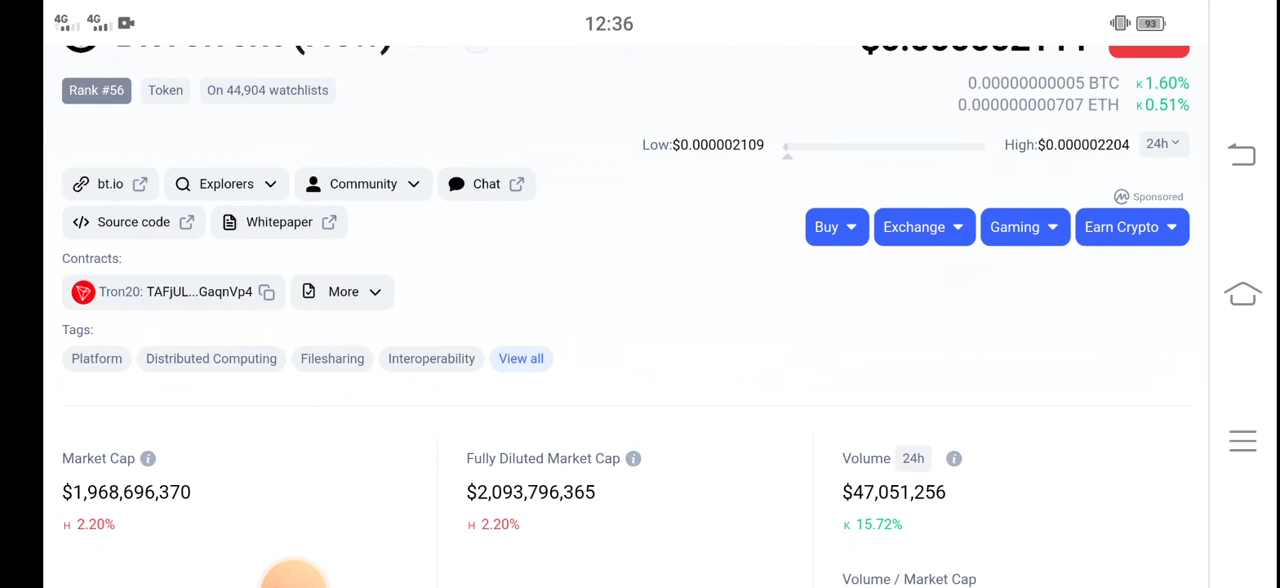 4G 4G 12:36 93
Rank #56 Token On 44,904 watchlists
0.00000000005 BTC K 1.60%
0.000000000707 ETH K 0.51%
Low:$0.000002109 High:$0.000002204 24h
bt.io Explorers Community Chat
Sponsored
Source code Whitepaper
Buy Exchange Gaming Earn Crypto
Contracts:
Tron20: TAFjUL...GaqnVp4 More
Tags:
Platform Distributed Computing Filesharing Interoperability View all
Market Cap Fully Diluted Market Cap Volume 24h
$1,968,696,370 $2,093,796,365 $47,051,256
H 2.20% H 2.20% K 15.72%
Volume / Market Cap